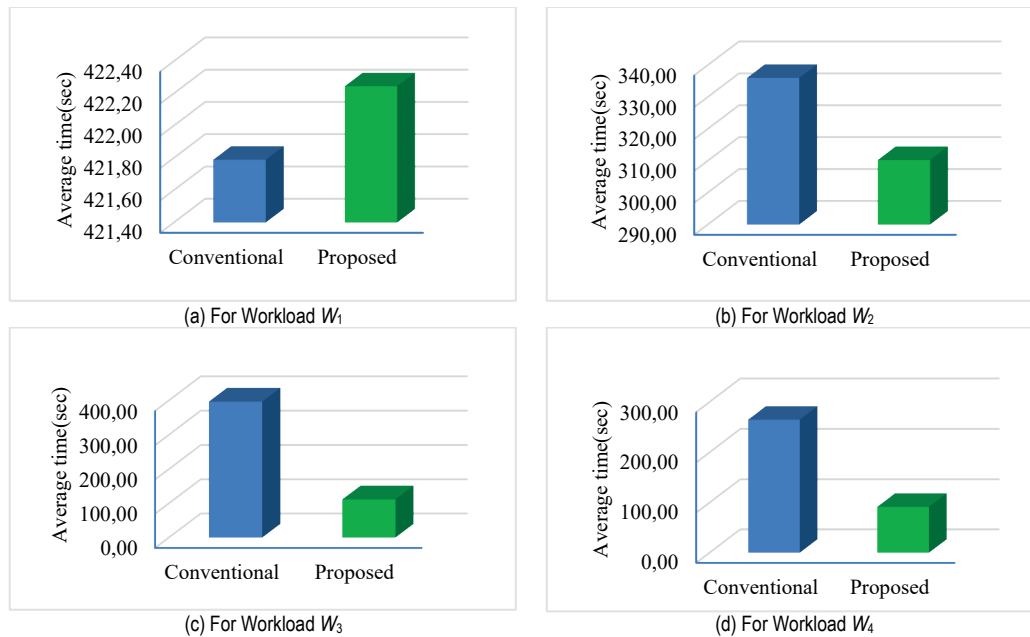 Average time(sec)
422,40
422,20
422,00
421,80
421,60
421,40
Conventional Proposed
(a) For Workload W₁
Average time(sec)
340,00
330,00
320,00
310,00
300,00
290,00
Conventional Proposed
(b) For Workload W₂
Average time(sec)
400,00
300,00
200,00
100,00
0,00
Conventional Proposed
(c) For Workload W₃
Average time(sec)
300,00
200,00
100,00
0,00
Conventional Proposed
(d) For Workload W₄